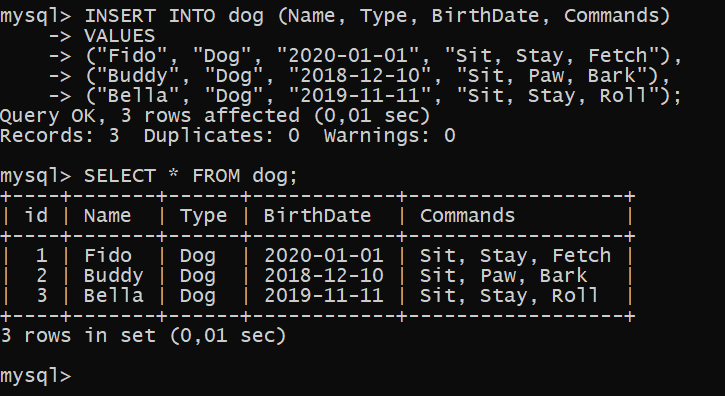 mysql> INSERT INTO dog (Name, Type, BirthDate, Commands)
    -> VALUES
    -> ("Fido", "Dog", "2020-01-01", "Sit, Stay, Fetch"),
    -> ("Buddy", "Dog", "2018-12-10", "Sit, Paw, Bark"),
    -> ("Bella", "Dog", "2019-11-11", "Sit, Stay, Roll");
Query OK, 3 rows affected (0,01 sec)
Records: 3  Duplicates: 0  Warnings: 0

mysql> SELECT * FROM dog;
+----+-------+------+------------+------------------+
| id | Name  | Type | BirthDate  | Commands         |
+----+-------+------+------------+------------------+
|  1 | Fido  | Dog  | 2020-01-01 | Sit, Stay, Fetch |
|  2 | Buddy | Dog  | 2018-12-10 | Sit, Paw, Bark   |
|  3 | Bella | Dog  | 2019-11-11 | Sit, Stay, Roll  |
+----+-------+------+------------+------------------+
3 rows in set (0,01 sec)

mysql>